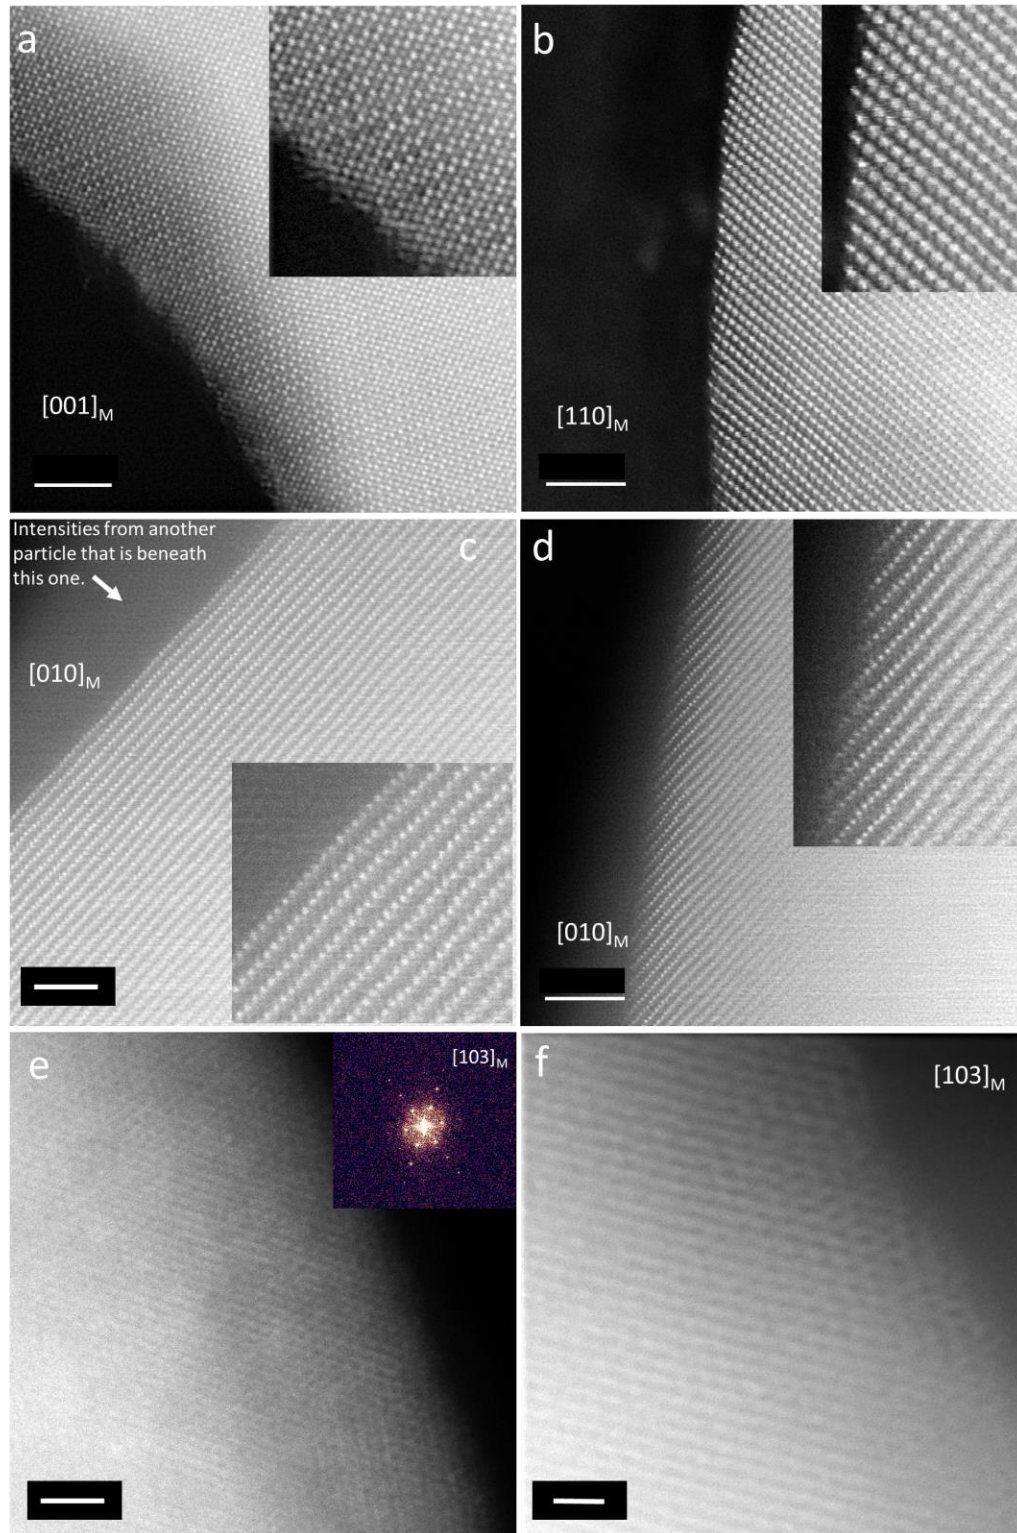 a
b
[001]M
[110]M
Intensities from another
particle that is beneath
this one.
c
d
[010]M
[010]M
e
[103]M
f
[103]M